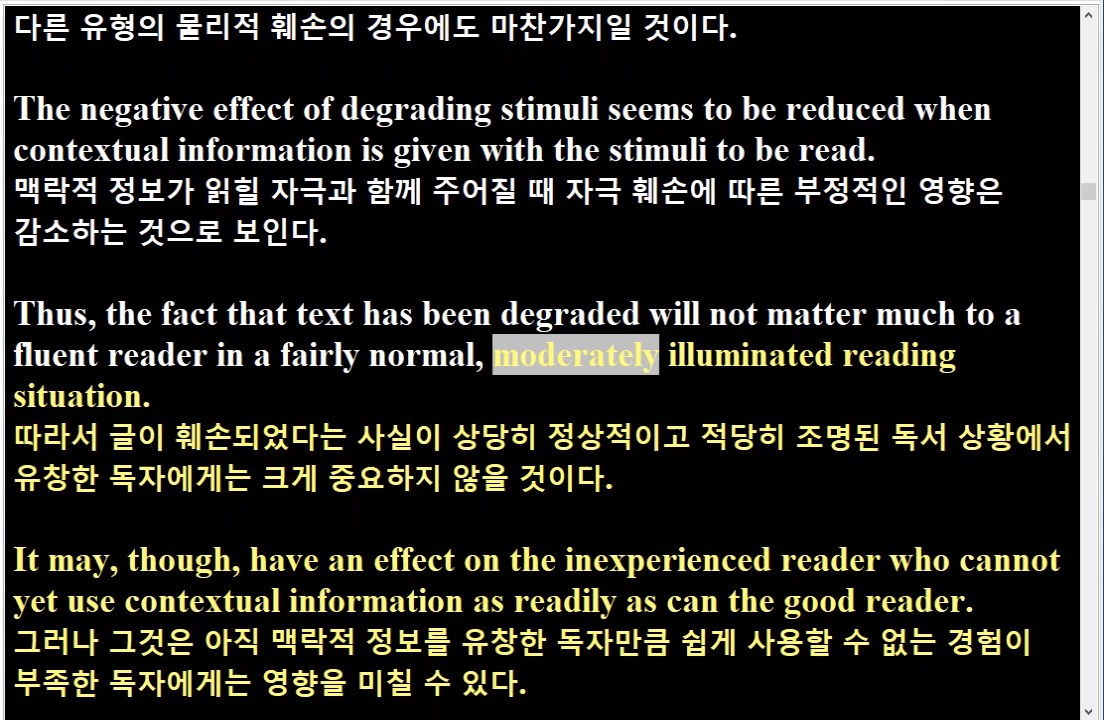 다른 유형의 물리적 훼손의 경우에도 마찬가지일 것이다.
The negative effect of degrading stimuli seems to be reduced when
contextual information is given with the stimuli to be read.
맥락적 정보가 읽힐 자극과 함께 주어질 때 자극 훼손에 따른 부정적인 영향은
감소하는 것으로 보인다.
Thus, the fact that text has been degraded will not matter much to a
fluent reader in a fairly normal, moderately illuminated reading
situation.
따라서 글이 훼손되었다는 사실이 상당히 정상적이고 적당히 조명된 독서 상황에서
유창한 독자에게는 크게 중요하지 않을 것이다.
It may, though, have an effect on the inexperienced reader who cannot
yet use contextual information as readily as can the good reader.
그러나 그것은 아직 맥락적 정보를 유창한 독자만큼 쉽게 사용할 수 없는 경험이
부족한 독자에게는 영향을 미칠 수 있다.